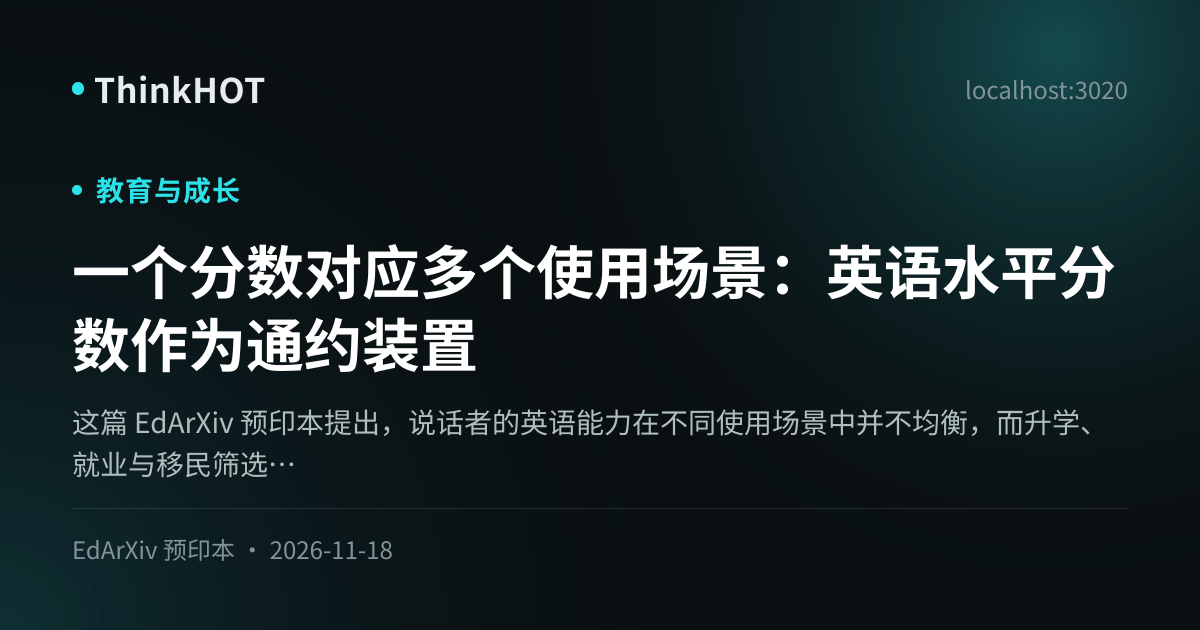 ThinkHOT
localhost:3020
教育与成长
一个分数对应多个使用场景：英语水平分
数作为通约装置
这篇 EdArXiv 预印本提出，说话者的英语能力在不同使用场景中并不均衡，而升学、
就业与移民筛选…
EdArXiv 预印本 · 2026-11-18